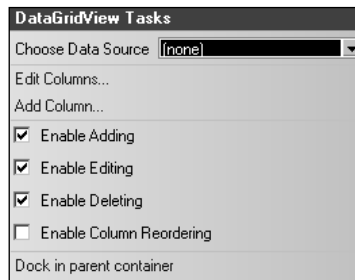 DataGridView Tasks
Choose Data Source (none)
Edit Columns...
Add Column...
Enable Adding
Enable Editing
Enable Deleting
Enable Column Reordering
Dock in parent container